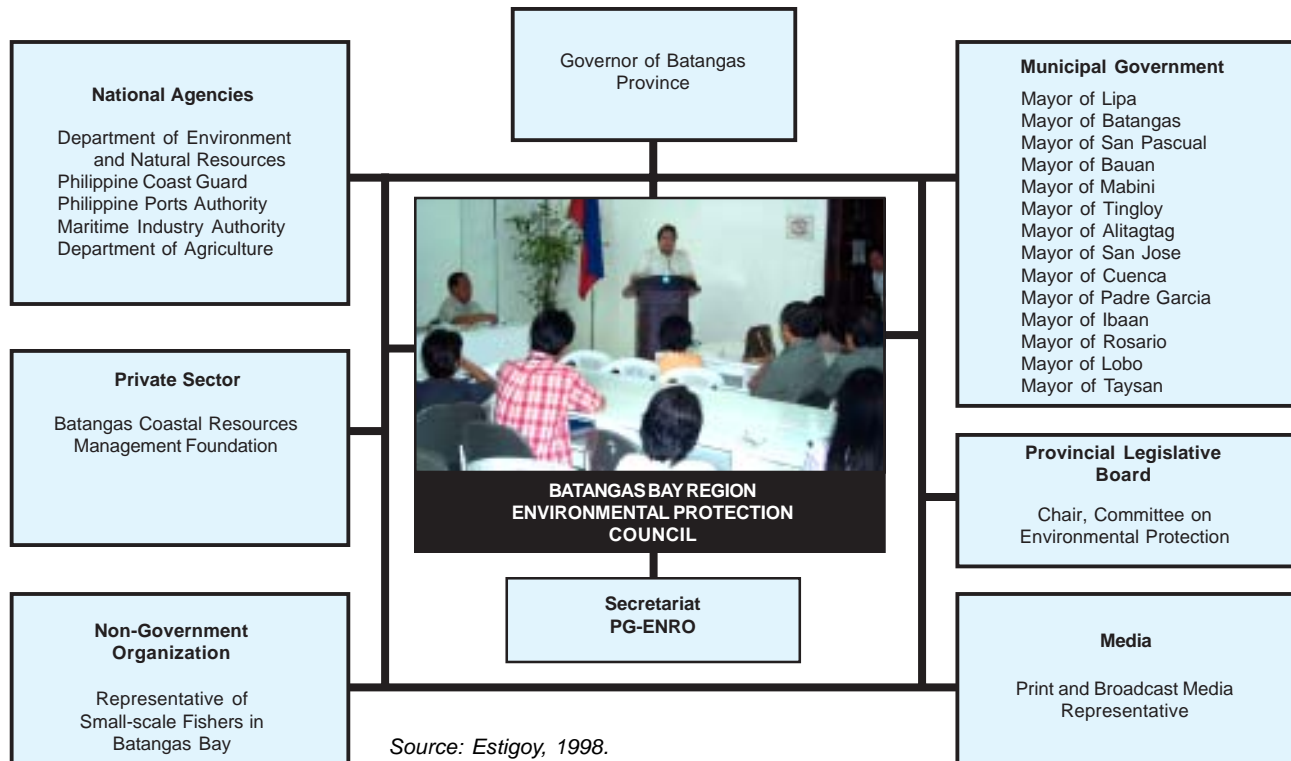 Governor of Batangas
Province
National Agencies
Department of Environment
and Natural Resources
Philippine Coast Guard
Philippine Ports Authority
Maritime Industry Authority
Department of Agriculture
Municipal Government
Mayor of Lipa
Mayor of Batangas
Mayor of San Pascual
Mayor of Bauan
Mayor of Mabini
Mayor of Tingloy
Mayor of Alitagtag
Mayor of San Jose
Mayor of Cuenca
Mayor of Padre Garcia
Mayor of Ibaan
Mayor of Rosario
Mayor of Lobo
Mayor of Taysan
Private Sector
Batangas Coastal Resources
Management Foundation
BATANGAS BAY REGION
ENVIRONMENTAL PROTECTION
COUNCIL
Provincial Legislative
Board
Chair, Committee on
Environmental Protection
Secretariat
PG-ENRO
Non-Government
Organization
Representative of
Small-scale Fishers in
Batangas Bay
Media
Print and Broadcast Media
Representative
Source: Estigoy, 1998.